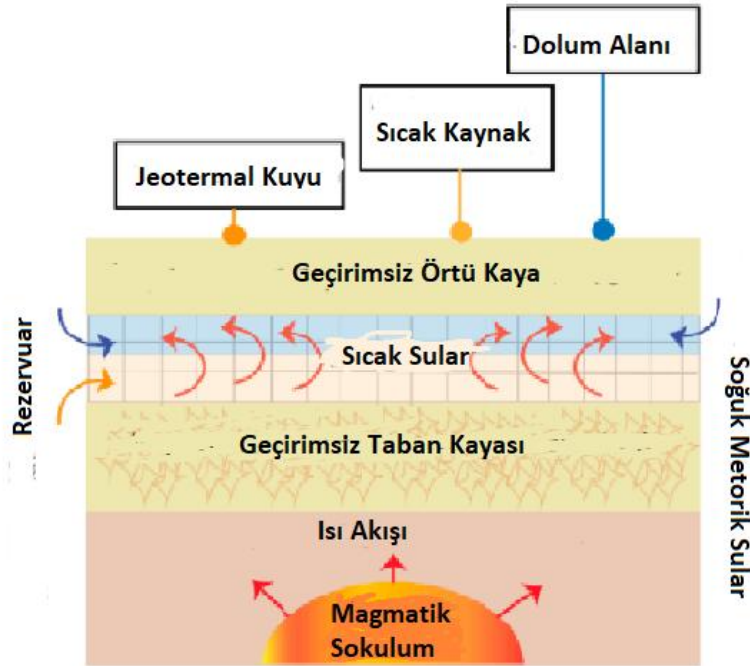 Dolum Alanı
Sıcak Kaynak
Jeotermal Kuyu
Geçirimsiz Örtü Kaya
Rezervuar
Sıcak Sular
Soğuk Metorik Sular
Geçirimsiz Taban Kayası
Isı Akışı
Magmatik
Sokulum